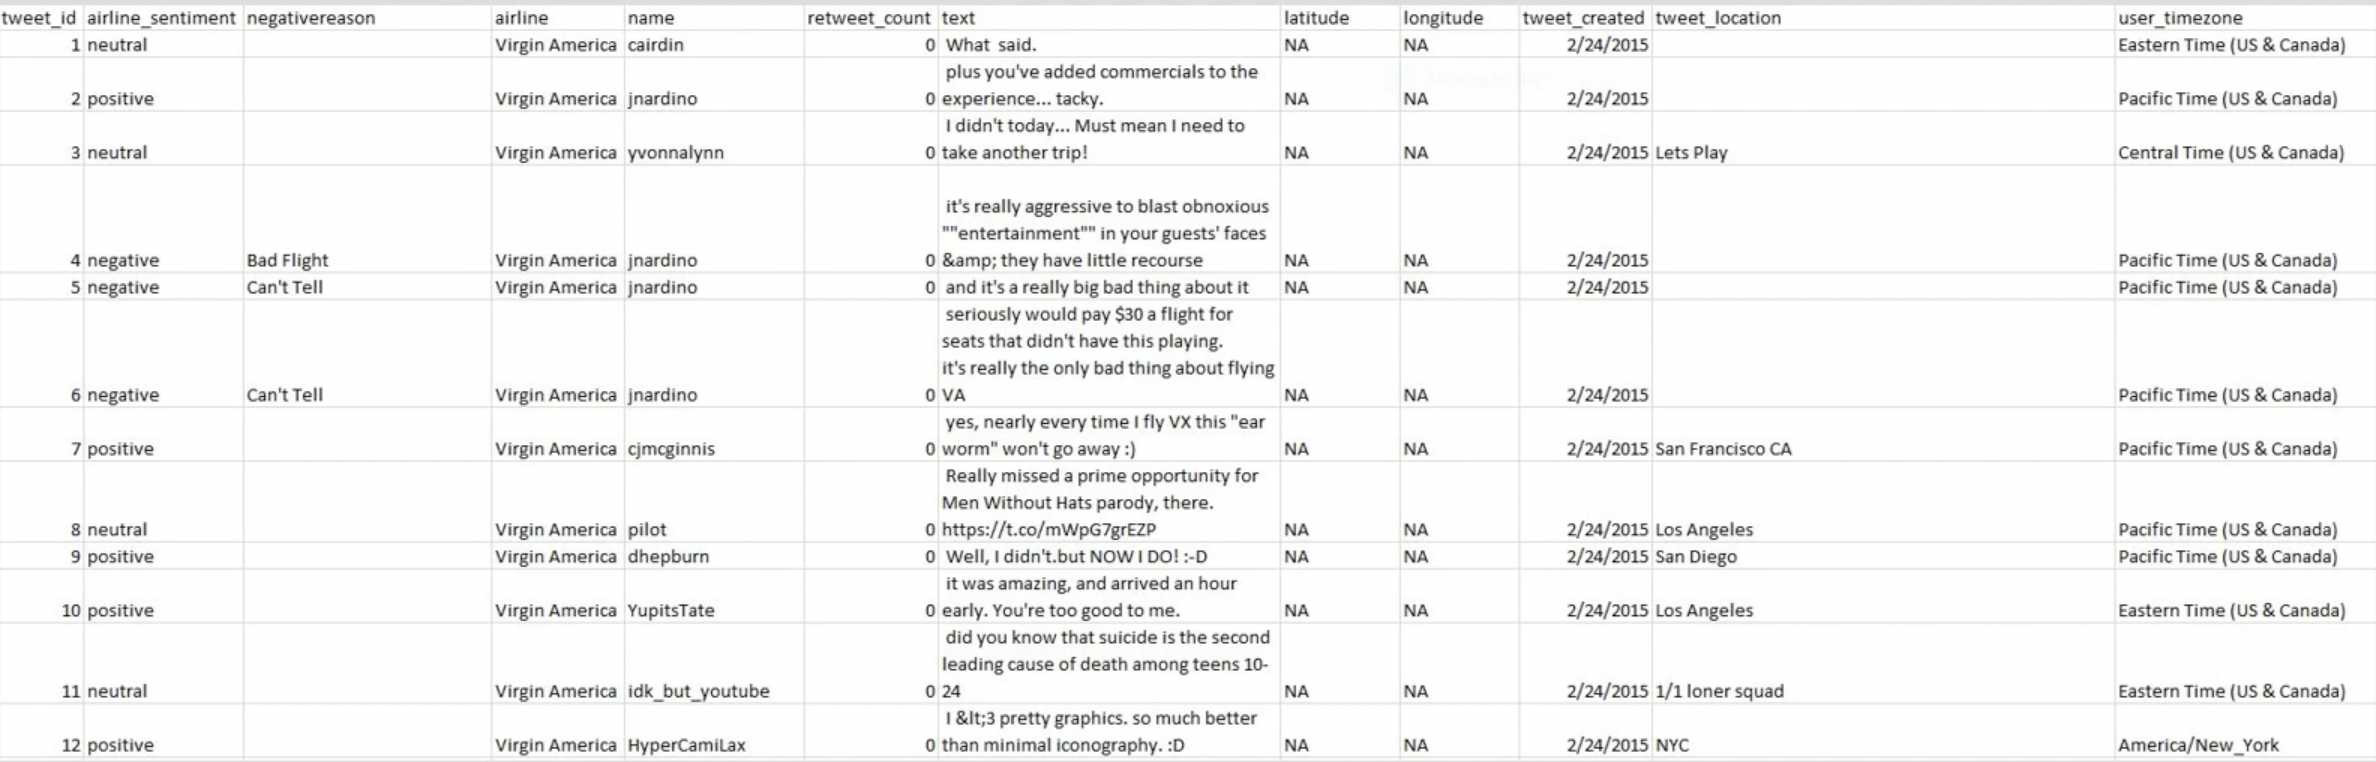 tweet_id airline_sentiment negativereason airline name retweet_count text latitude longitude tweet_created tweet_location user_timezone
1 neutral Virgin America cairdin 0 What said. NA NA 2/24/2015 Eastern Time (US & Canada)
plus you've added commercials to the
2 positive Virgin America jnardino 0 experience... tacky. NA NA 2/24/2015 Pacific Time (US & Canada)
I didn't today... Must mean I need to
3 neutral Virgin America yvonnalynn 0 take another trip! NA NA 2/24/2015 Lets Play Central Time (US & Canada)
it's really aggressive to blast obnoxious
""entertainment"" in your guests' faces
4 negative Bad Flight Virgin America jnardino 0 &amp; they have little recourse NA NA 2/24/2015 Pacific Time (US & Canada)
5 negative Can't Tell Virgin America jnardino 0 and it's a really big bad thing about it NA NA 2/24/2015 Pacific Time (US & Canada)
seriously would pay $30 a flight for
seats that didn't have this playing.
it's really the only bad thing about flying
6 negative Can't Tell Virgin America jnardino 0 VA NA NA 2/24/2015 Pacific Time (US & Canada)
yes, nearly every time I fly VX this "ear
7 positive Virgin America cjmcginnis 0 worm" won't go away :) NA NA 2/24/2015 San Francisco CA Pacific Time (US & Canada)
Really missed a prime opportunity for
Men Without Hats parody, there.
8 neutral Virgin America pilot 0 https://t.co/mWpG7grEZP NA NA 2/24/2015 Los Angeles Pacific Time (US & Canada)
9 positive Virgin America dhepburn 0 Well, I didn't.but NOW I DO! :-D NA NA 2/24/2015 San Diego Pacific Time (US & Canada)
it was amazing, and arrived an hour
10 positive Virgin America YupitsTate 0 early. You're too good to me. NA NA 2/24/2015 Los Angeles Eastern Time (US & Canada)
did you know that suicide is the second
leading cause of death among teens 10-
11 neutral Virgin America idk_but_youtube 0 24 NA NA 2/24/2015 1/1 loner squad Eastern Time (US & Canada)
I &lt;3 pretty graphics. so much better
12 positive Virgin America HyperCamiLax 0 than minimal iconography. :D NA NA 2/24/2015 NYC America/New_York